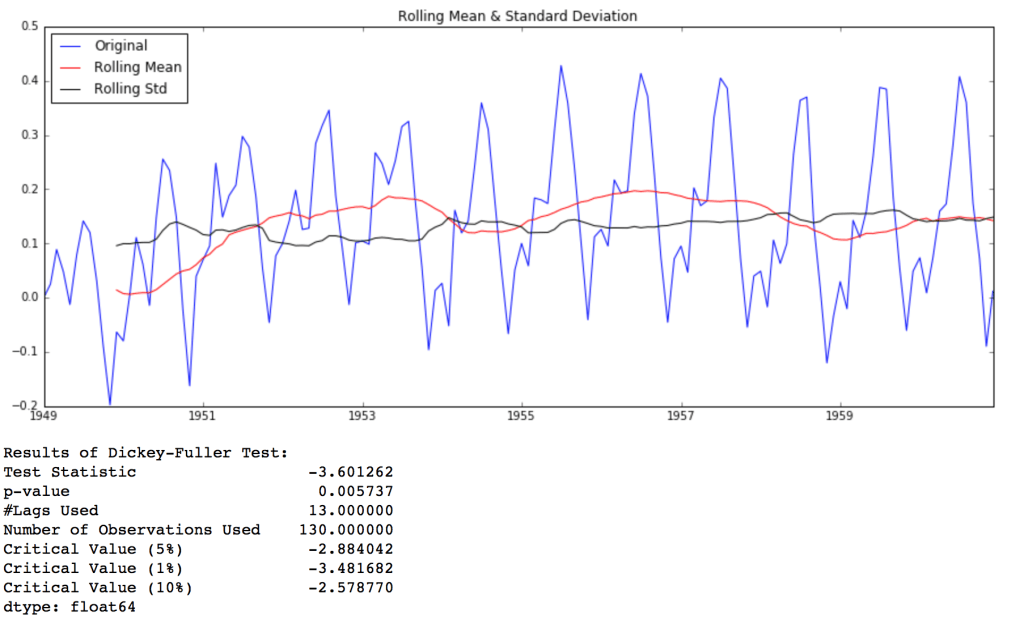 Rolling Mean & Standard Deviation
0.5
Original
Rolling Mean
Rolling Std
0.4
0.3
0.2
0.1
0.0
−0.1
−0.2
1949 1951 1953 1955 1957 1959
Results of Dickey-Fuller Test:
Test Statistic -3.601262
p-value 0.005737
#Lags Used 13.000000
Number of Observations Used 130.000000
Critical Value (5%) -2.884042
Critical Value (1%) -3.481682
Critical Value (10%) -2.578770
dtype: float64